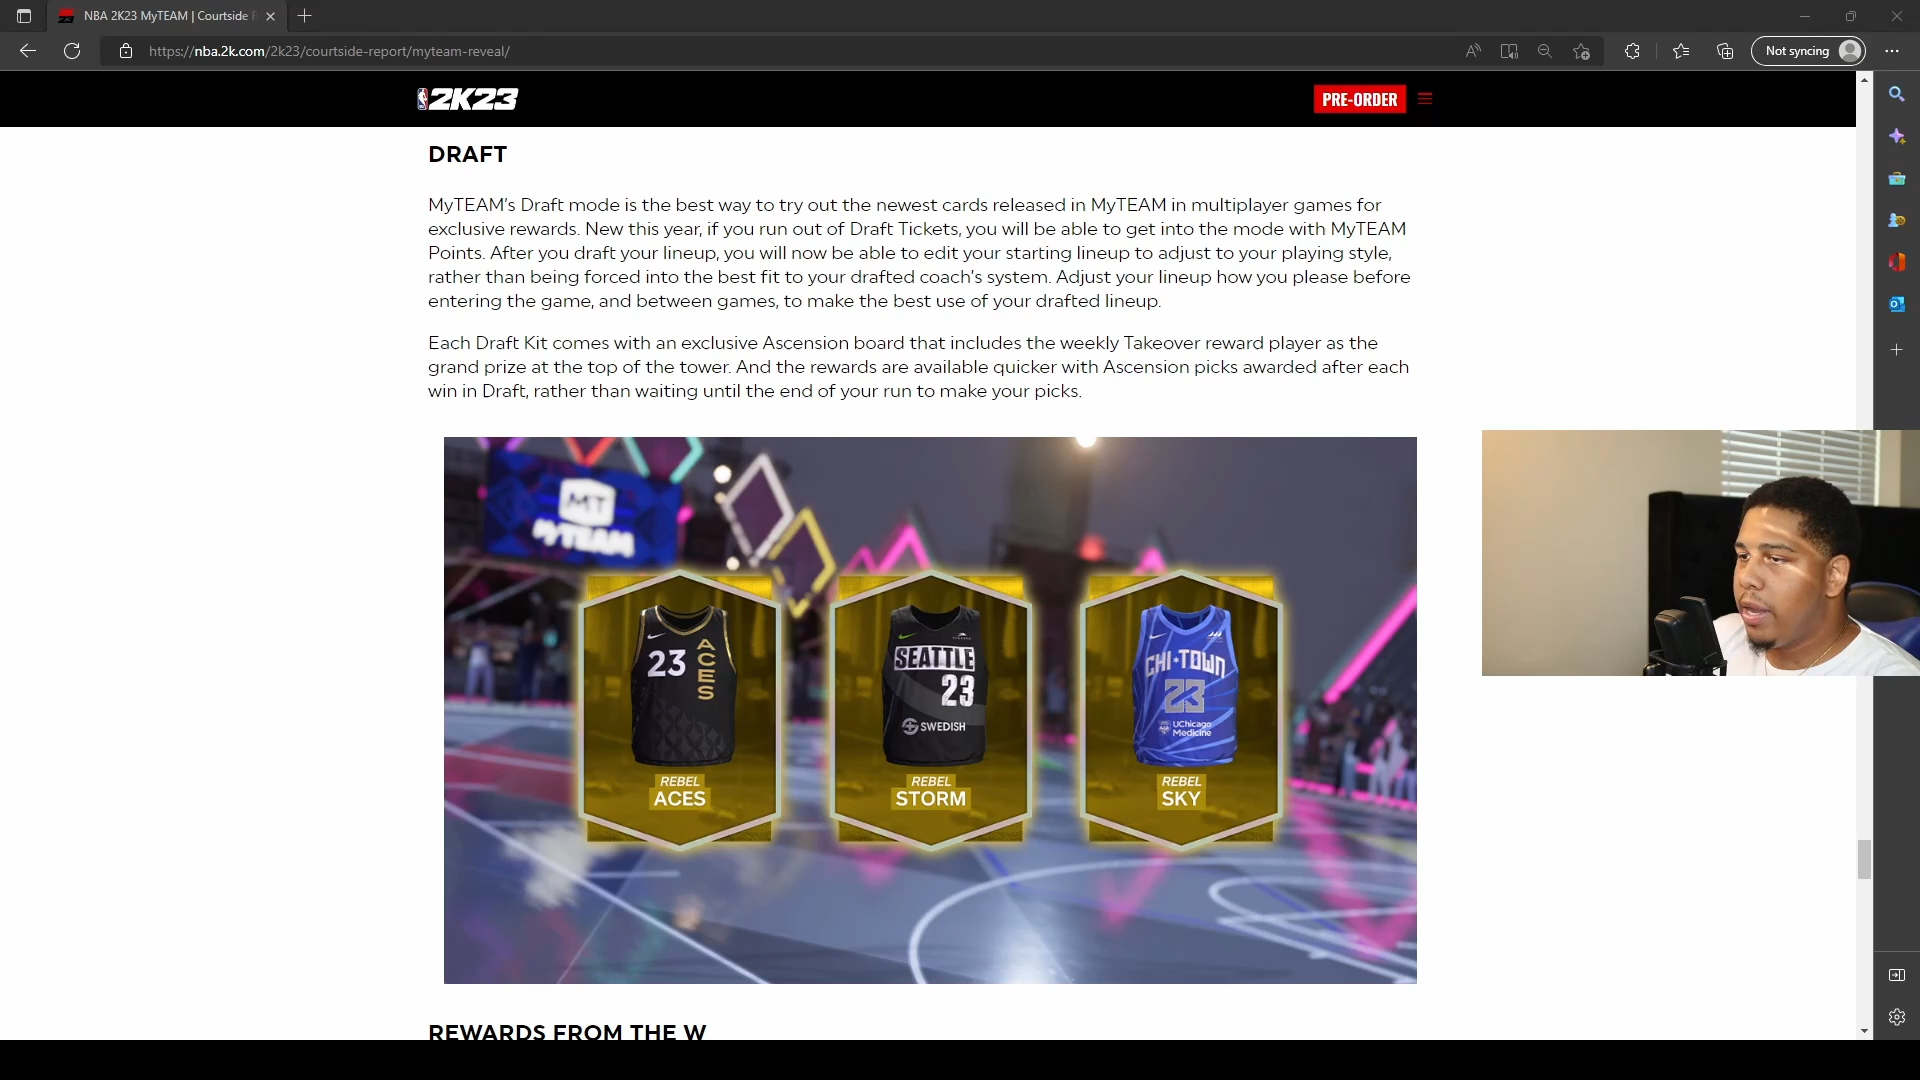 NBA 2K23 MyTEAM | Courtside R
https://nba.2k.com/2k23/courtside-report/myteam-reveal/
Not syncing
2K23
PRE-ORDER
DRAFT
MyTEAM's Draft mode is the best way to try out the newest cards released in MyTEAM in multiplayer games for
exclusive rewards. New this year, if you run out of Draft Tickets, you will be able to get into the mode with MyTEAM
Points. After you draft your lineup, you will now be able to edit your starting lineup to adjust to your playing style,
rather than being forced into the best fit to your drafted coach's system. Adjust your lineup how you please before
entering the game, and between games, to make the best use of your drafted lineup.
Each Draft Kit comes with an exclusive Ascension board that includes the weekly Takeover reward player as the
grand prize at the top of the tower. And the rewards are available quicker with Ascension picks awarded after each
win in Draft, rather than waiting until the end of your run to make your picks.
MT
MyTEAM
23 ACES
REBEL
ACES
SEATTLE
23
SWEDISH
REBEL
STORM
CHI★TOWN
23
UChicago
Medicine
REBEL
SKY
REWARDS FROM THE W